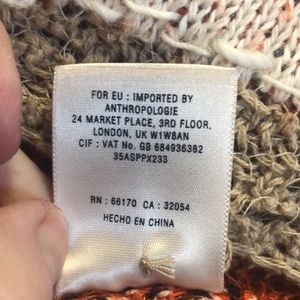 FOR EU : IMPORTED BY
ANTHROPOLOGIE
24 MARKET PLACE, 3RD FLOOR,
LONDON, UK W1W8AN
CIF : VAT No. GB 684936382
35ASPPX233
RN : 66170 CA : 32054
HECHO EN CHINA